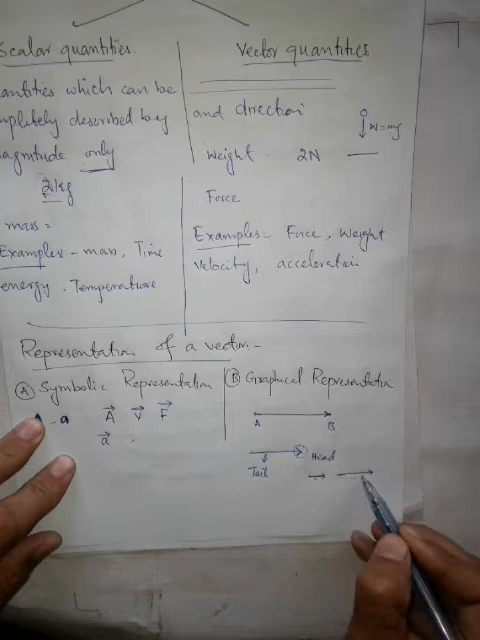 Scalar quantities.
antities which can be
mpletely described by
agnitude only
2kg
mass =
Examples - mass, Time
energy. Temperature
Vector quantities
and direction
W=mg
Weight. 2N
Force
Examples- Force, Weight
Velocity, acceleration
Representation of a vector:-
A Symbolic Representation
A - a A V F
a
B Graphical Representation
A B
Head
Tail